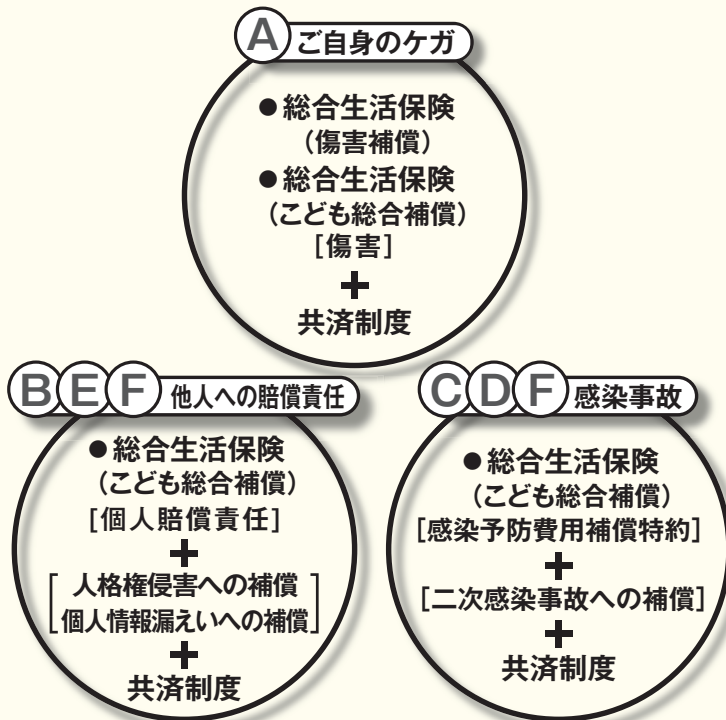 A ご自身のケガ
●総合生活保険
(傷害補償)
●総合生活保険
(こども総合補償)
[傷害]
+
共済制度
B E F 他人への賠償責任
●総合生活保険
(こども総合補償)
[個人賠償責任]
+
[人格権侵害への補償
個人情報漏えいへの補償]
+
共済制度
C D F 感染事故
●総合生活保険
(こども総合補償)
[感染予防費用補償特約]
+
[二次感染事故への補償]
+
共済制度